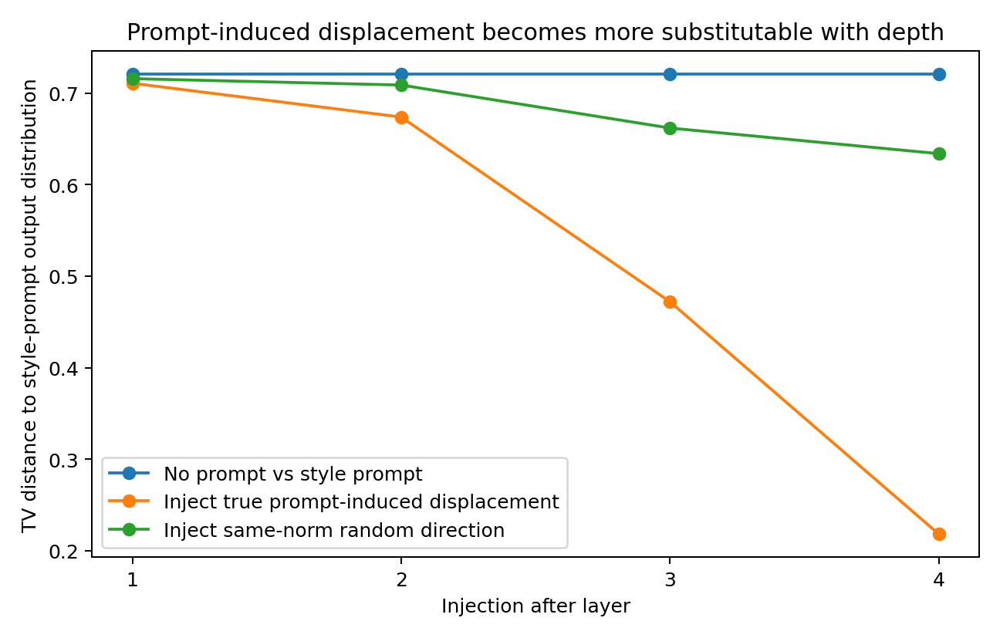 Prompt-induced displacement becomes more substitutable with depth
TV distance to style-prompt output distribution
0.7
0.6
0.5
0.4
0.3
0.2
No prompt vs style prompt
Inject true prompt-induced displacement
Inject same-norm random direction
1 2 3 4
Injection after layer